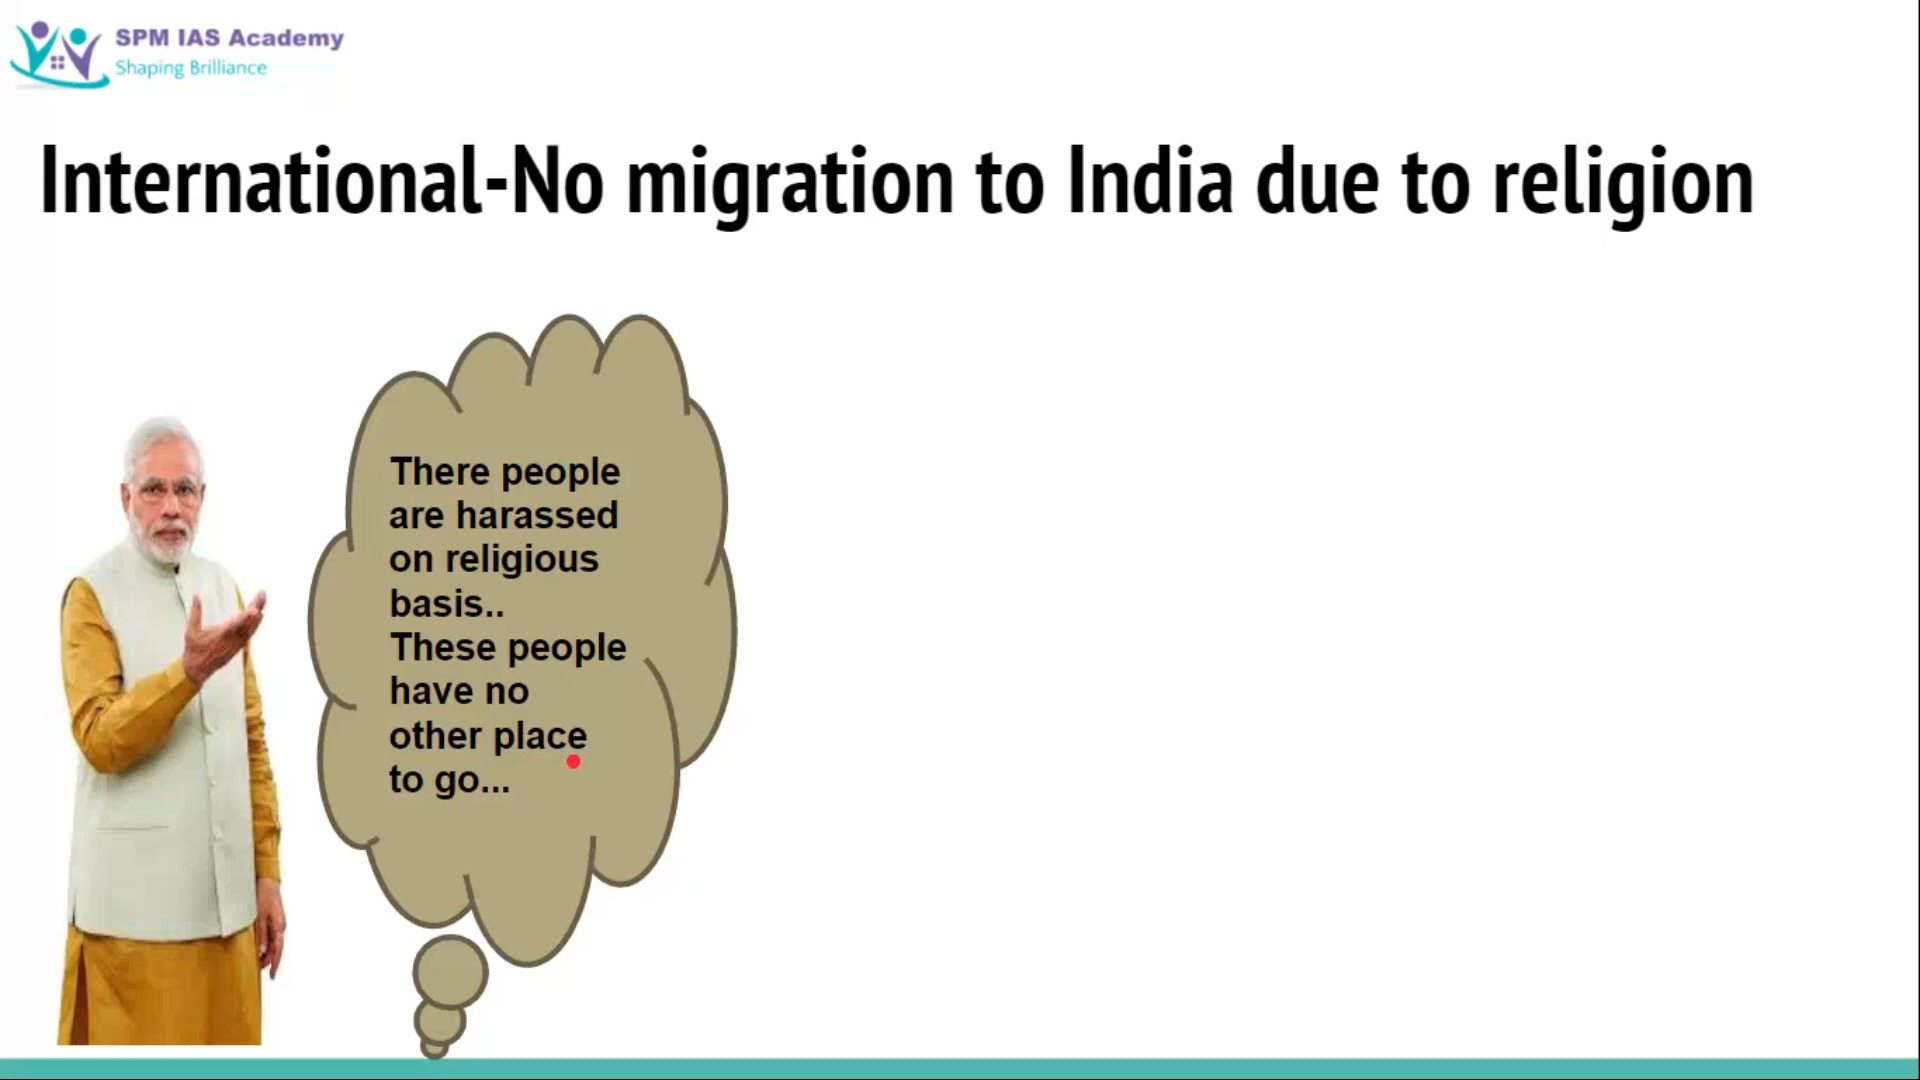 SPM IAS Academy
Shaping Brilliance
International-No migration to India due to religion
There people
are harassed
on religious
basis..
These people
have no
other place
to go...